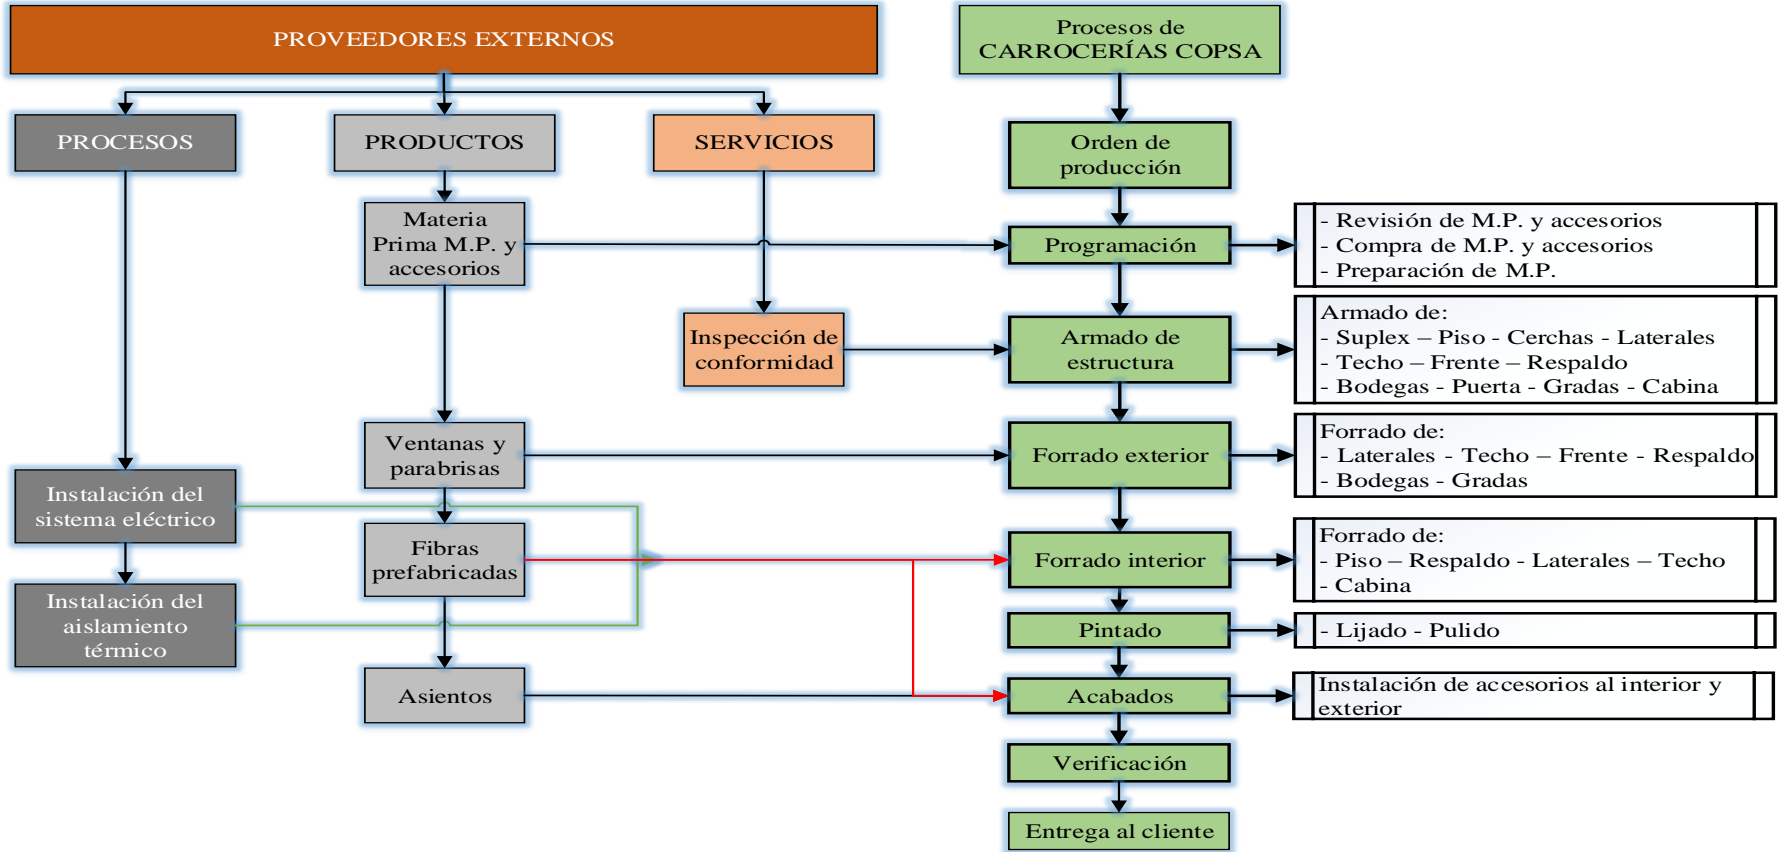 PROVEEDORES EXTERNOS
Procesos de
CARROCERÍAS COPSA
PROCESOS
PRODUCTOS
SERVICIOS
Orden de
producción
Materia
Prima M.P. y
accesorios
Programación
- Revisión de M.P. y accesorios
- Compra de M.P. y accesorios
- Preparación de M.P.
Inspección de
conformidad
Armado de
estructura
Armado de:
- Suplex – Piso - Cerchas - Laterales
- Techo – Frente – Respaldo
- Bodegas - Puerta - Gradas - Cabina
Ventanas y
parabrisas
Forrado exterior
Forrado de:
- Laterales - Techo – Frente - Respaldo
- Bodegas - Gradas
Instalación del
sistema eléctrico
Fibras
prefabricadas
Forrado interior
Forrado de:
- Piso – Respaldo - Laterales – Techo
- Cabina
Instalación del
aislamiento
térmico
Pintado
- Lijado - Pulido
Asientos
Acabados
Instalación de accesorios al interior y
exterior
Verificación
Entrega al cliente